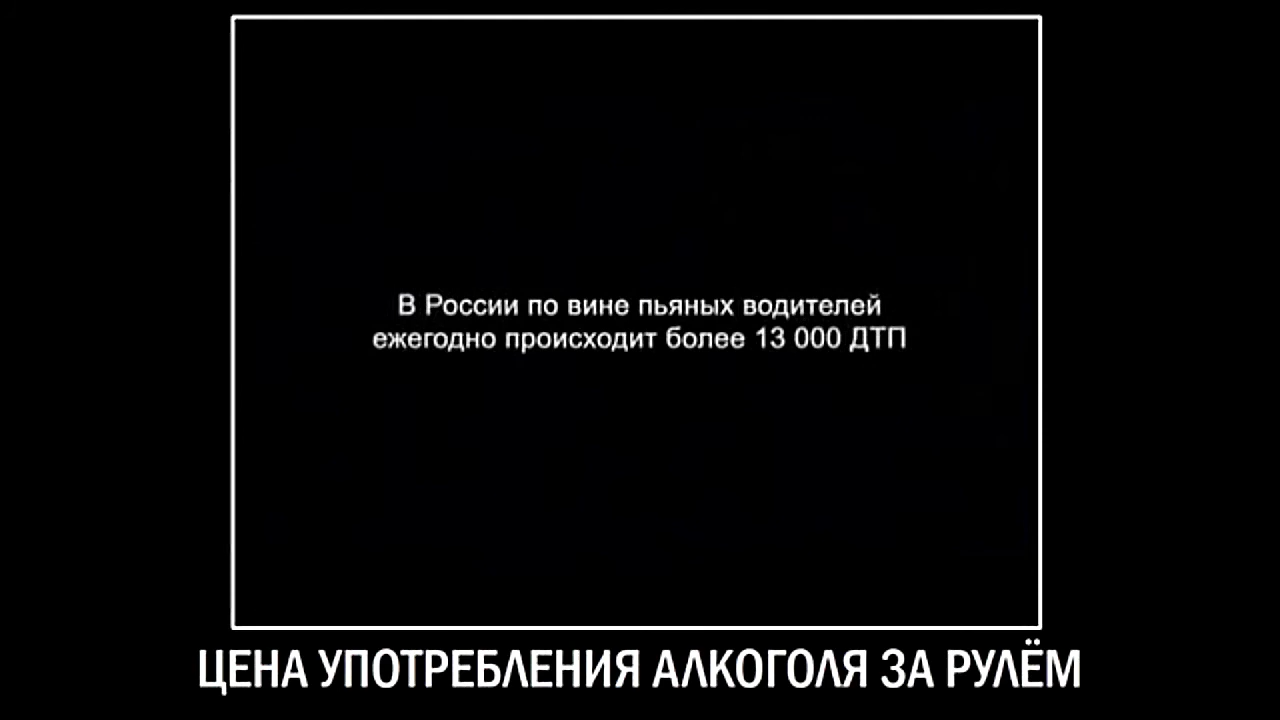 В России по вине пьяных водителей
ежегодно происходит более 13 000 ДТП
ЦЕНА УПОТРЕБЛЕНИЯ АЛКОГОЛЯ ЗА РУЛЁМ